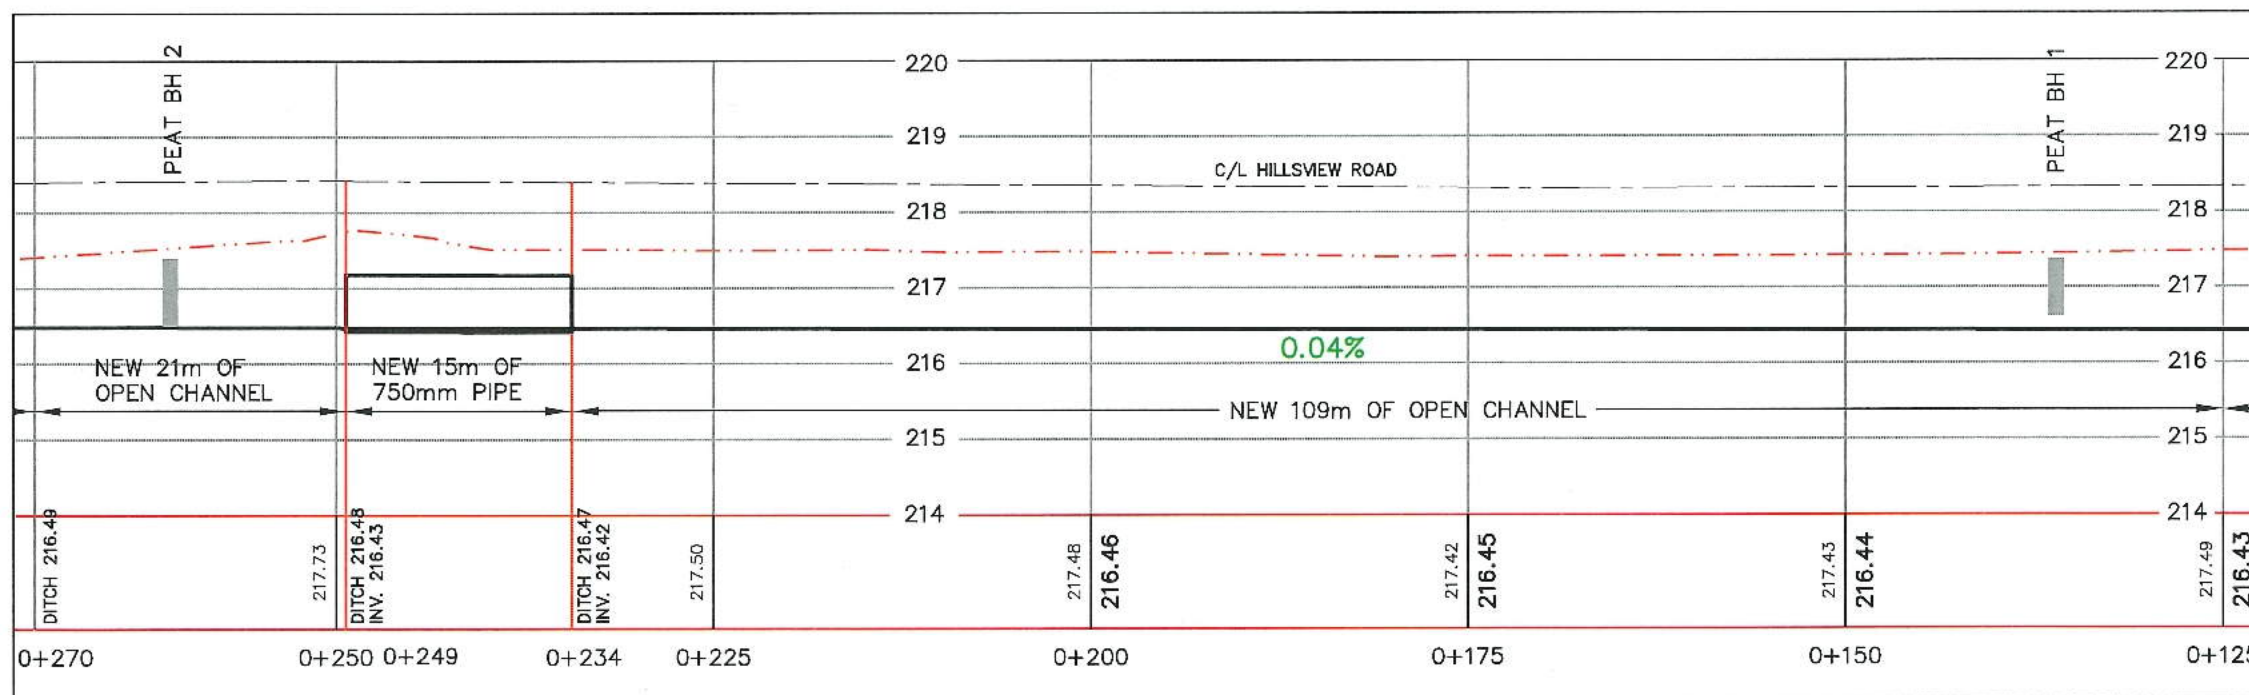 PEAT BH 2
PEAT BH 1
220
220
219
219
C/L HILLSVIEW ROAD
218
218
217
217
0.04%
216
216
NEW 21m OF
OPEN CHANNEL
NEW 15m OF
750mm PIPE
NEW 109m OF OPEN CHANNEL
215
215
214
214
DITCH 216.49
217.73
DITCH 216.48
INV. 216.43
DITCH 216.47
INV. 216.42
217.50
217.48
216.46
217.42
216.45
217.43
216.44
217.49
216.43
0+270
0+250
0+249
0+234
0+225
0+200
0+175
0+150
0+125